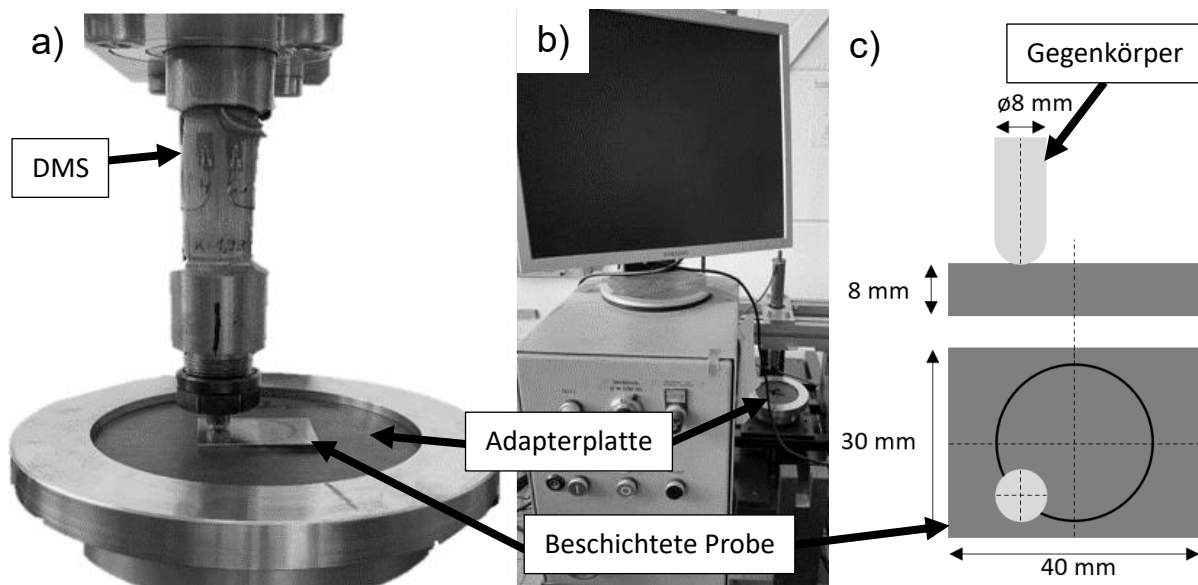 a)
DMS
b)
c)
Gegenkörper
ø8 mm
8 mm
Adapterplatte
30 mm
Beschichtete Probe
40 mm